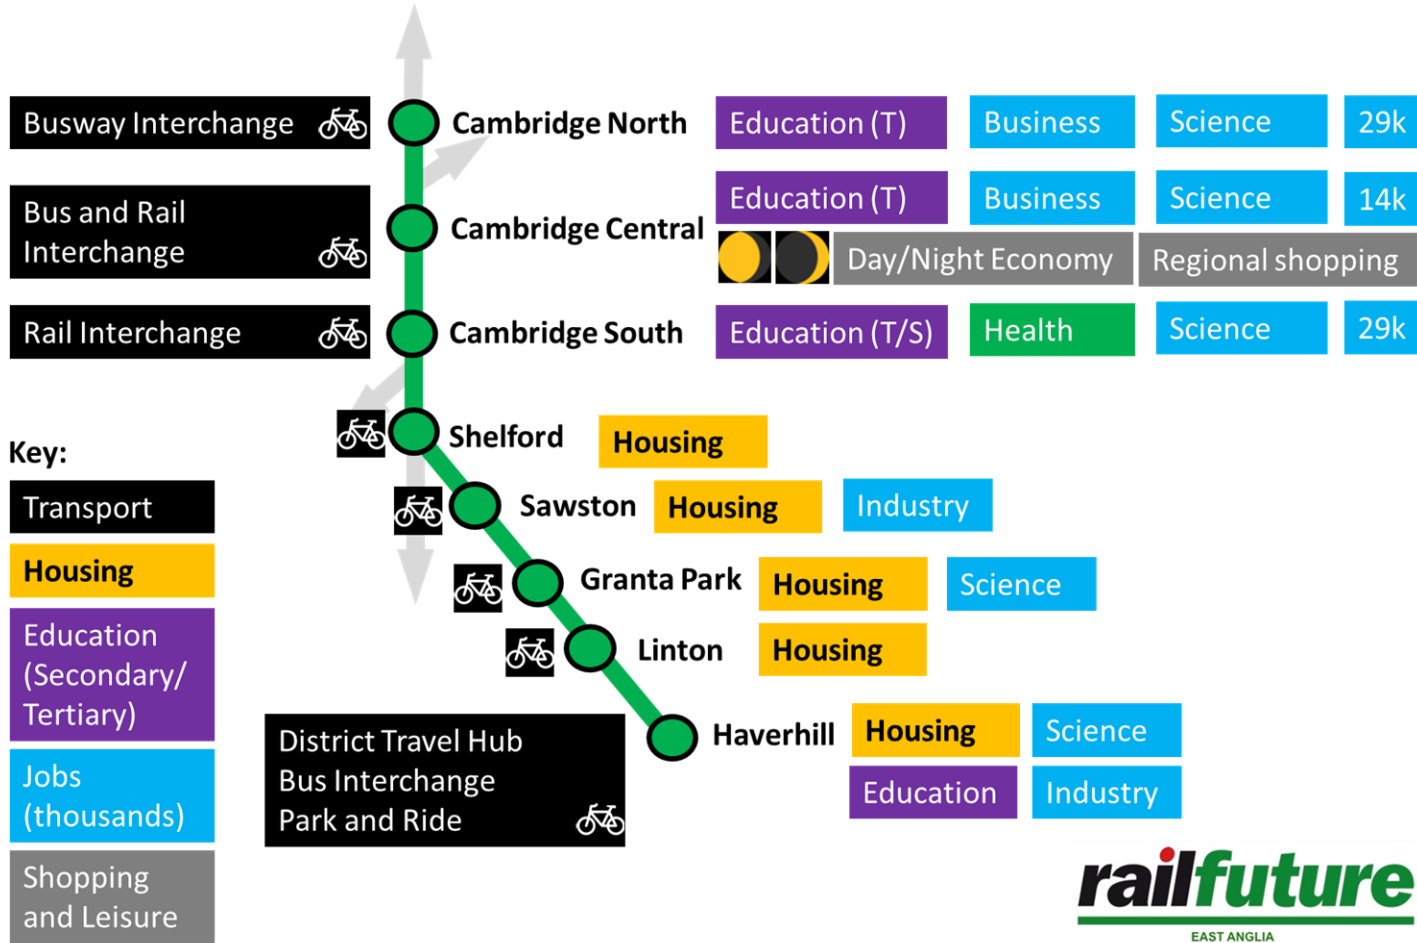 Busway Interchange
Cambridge North
Education (T)
Business
Science
29k
Bus and Rail
Interchange
Cambridge Central
Education (T)
Business
Science
14k
Day/Night Economy
Regional shopping
Rail Interchange
Cambridge South
Education (T/S)
Health
Science
29k
Shelford
Housing
Sawston
Housing
Industry
Granta Park
Housing
Science
Linton
Housing
Haverhill
Housing
Science
Education
Industry
District Travel Hub
Bus Interchange
Park and Ride
Key:
Transport
Housing
Education
(Secondary/
Tertiary)
Jobs
(thousands)
Shopping
and Leisure
railfuture
EAST ANGLIA